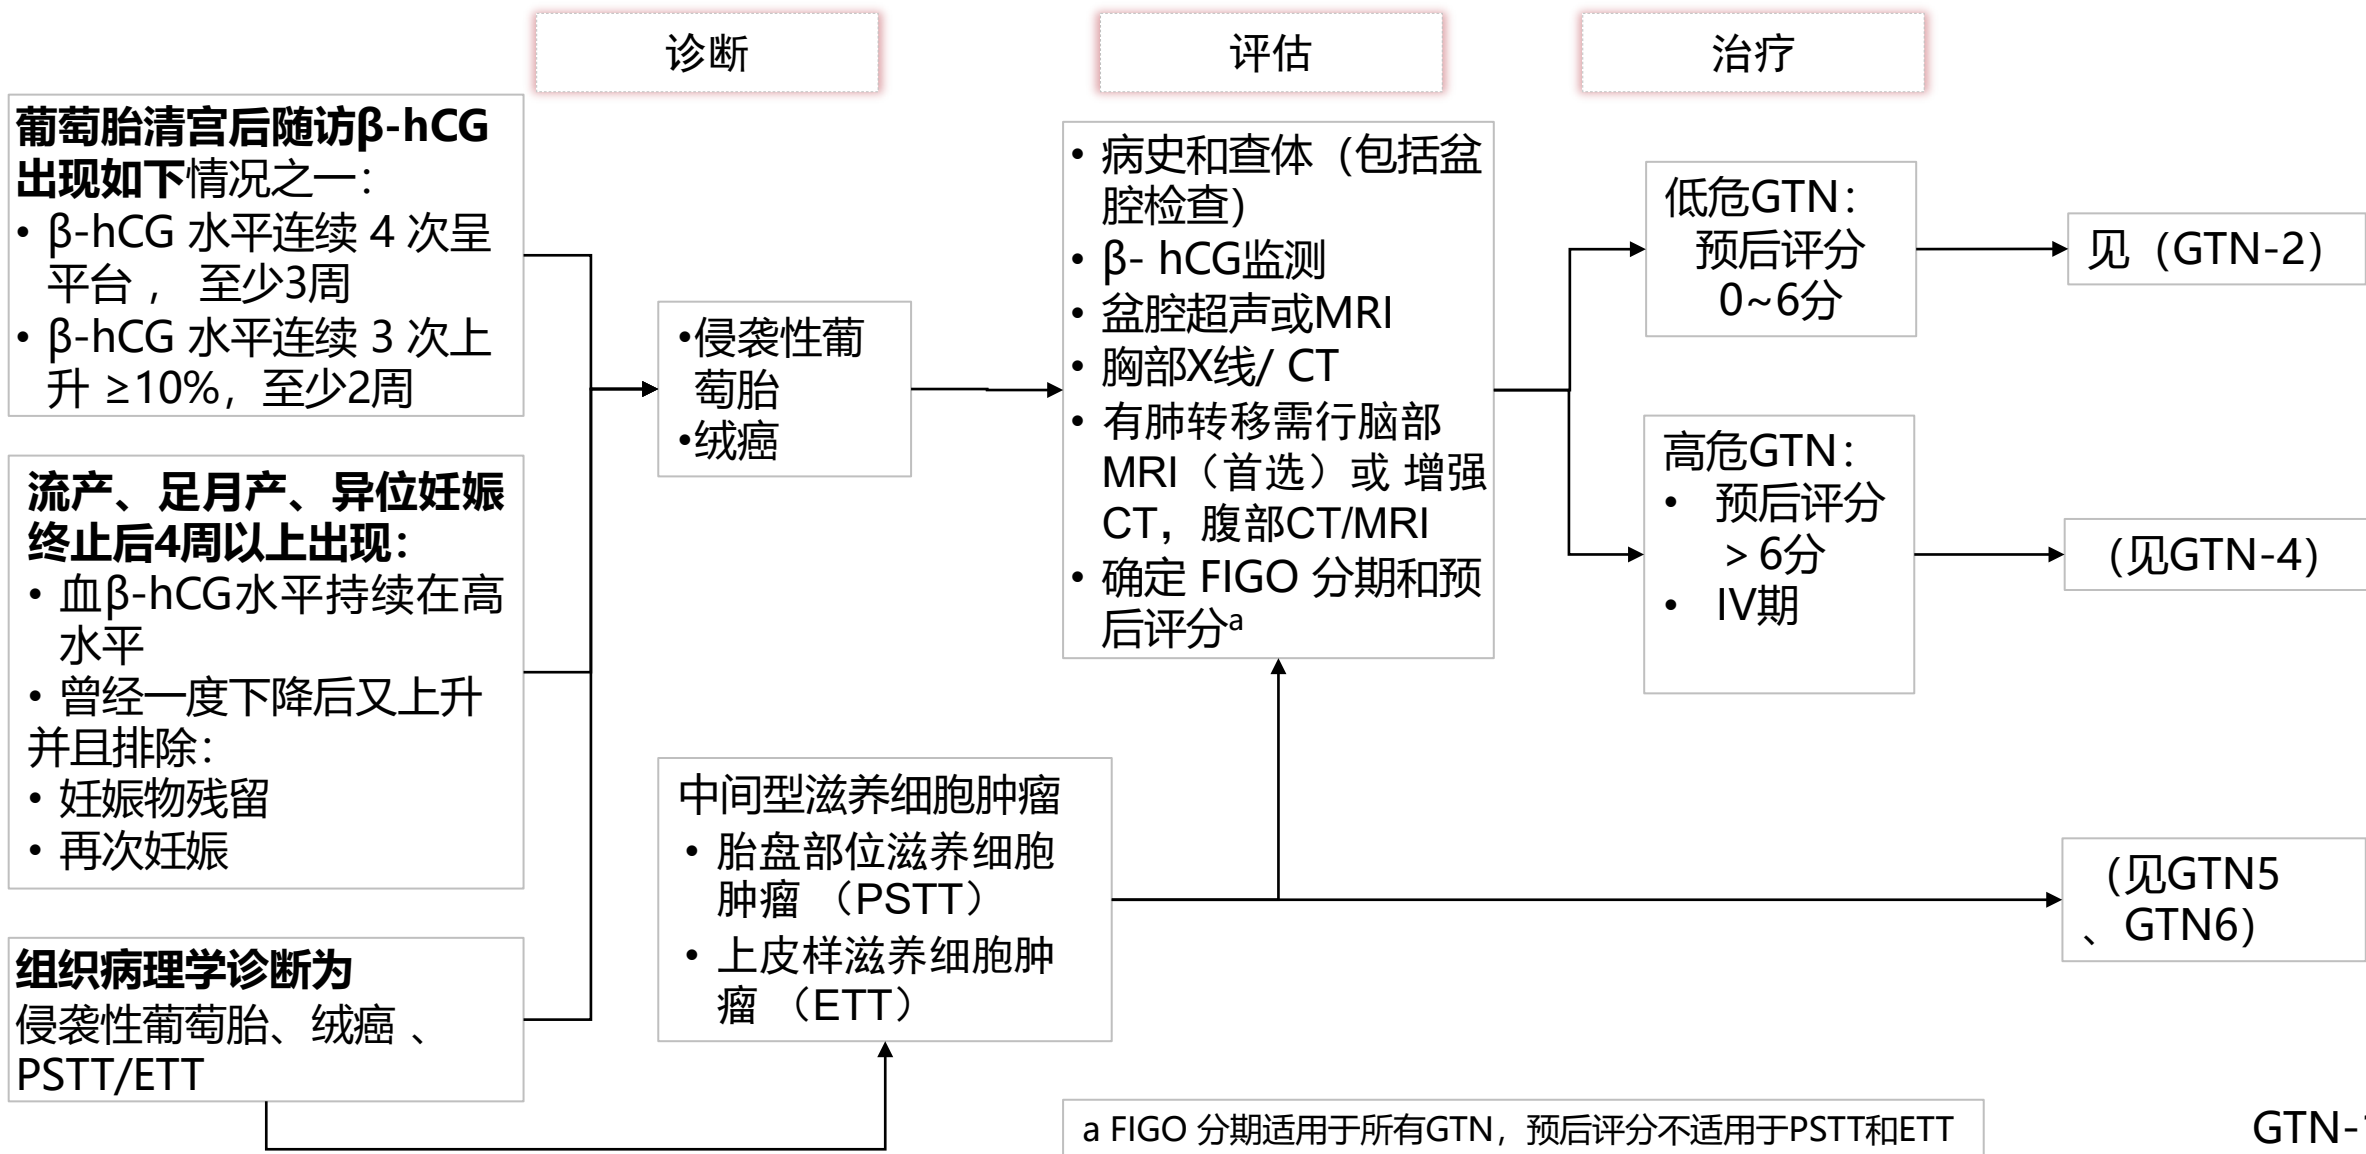 诊断
评估
治疗
葡萄胎清宫后随访β-hCG
出现如下情况之一：
• β-hCG 水平连续 4 次呈
平台 ， 至少3周
• β-hCG 水平连续 3 次上
升 ≥10%，至少2周
流产、足月产、异位妊娠
终止后4周以上出现：
• 血β-hCG水平持续在高
水平
• 曾经一度下降后又上升
并且排除：
• 妊娠物残留
• 再次妊娠
组织病理学诊断为
侵袭性葡萄胎、绒癌 、
PSTT/ETT
•侵袭性葡
萄胎
•绒癌
中间型滋养细胞肿瘤
• 胎盘部位滋养细胞
肿瘤 （PSTT）
• 上皮样滋养细胞肿
瘤 （ETT）
• 病史和查体（包括盆
腔检查）
• β- hCG监测
• 盆腔超声或MRI
• 胸部X线/ CT
• 有肺转移需行脑部
MRI（首选）或 增强
CT，腹部CT/MRI
• 确定 FIGO 分期和预
后评分a
低危GTN：
预后评分
0~6分
高危GTN：
• 预后评分
＞6分
• IV期
见（GTN-2）
（见GTN-4）
（见GTN5
、GTN6）
a FIGO 分期适用于所有GTN，预后评分不适用于PSTT和ETT
GTN-